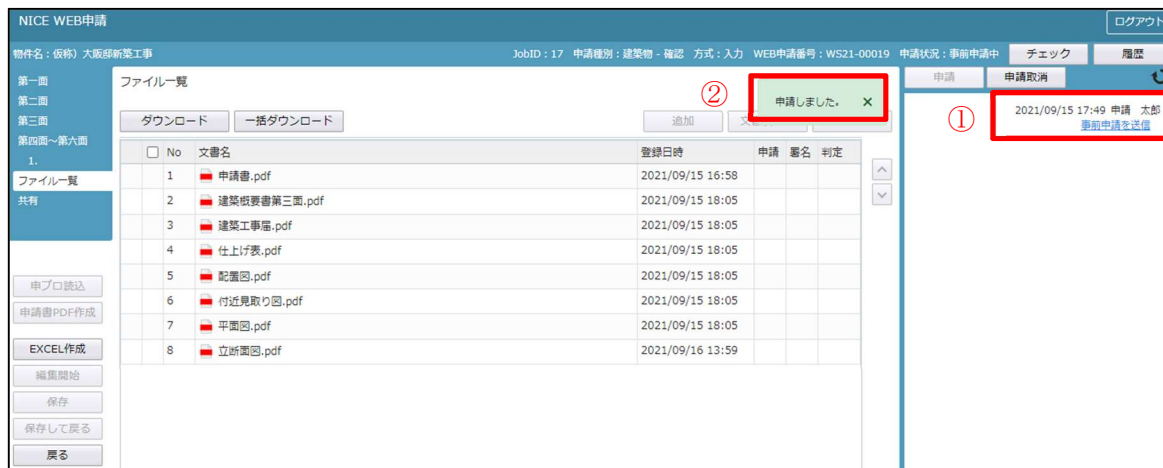 NICE WEB申請 ログアウト
物件名：仮称）大阪邸新築工事 JobID：17 申請種別：建築物 - 確認 方式：入力 WEB申請番号：WS21-00019 申請状況：事前申請中 チェック 履歴
第一面
第二面
第三面
第四面～第六面
1.
ファイル一覧
共有
申プロ読込
申請書PDF作成
EXCEL作成
編集開始
保存
保存して戻る
戻る
ファイル一覧
② 申請しました。 ×
ダウンロード 一括ダウンロード 追加
No 文書名 登録日時 申請 署名 判定
1 申請書.pdf 2021/09/15 16:58
2 建築概要書第三面.pdf 2021/09/15 18:05
3 建築工事届.pdf 2021/09/15 18:05
4 仕上げ表.pdf 2021/09/15 18:05
5 配置図.pdf 2021/09/15 18:05
6 付近見取り図.pdf 2021/09/15 18:05
7 平面図.pdf 2021/09/15 18:05
8 立断面図.pdf 2021/09/16 13:59
申請 申請取消
① 2021/09/15 17:49 申請 太郎
事前申請を送信